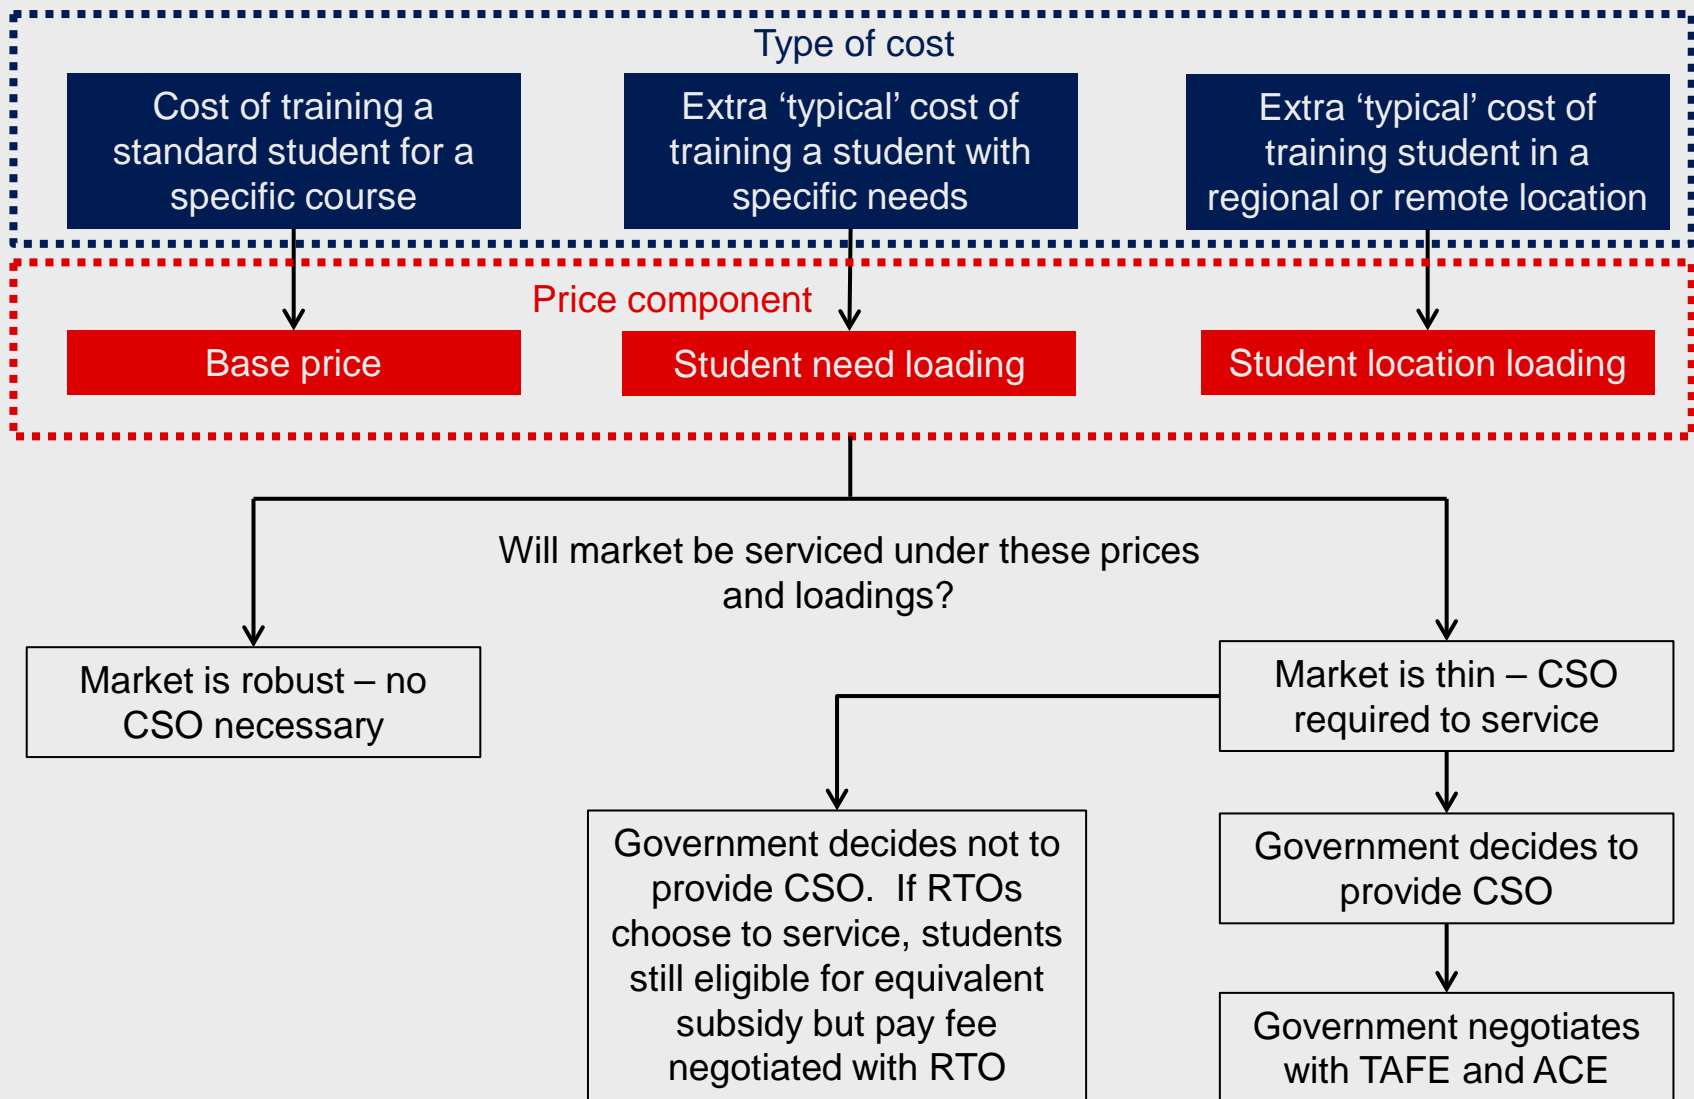 Type of cost
Cost of training a
standard student for a
specific course
Extra ‘typical’ cost of
training a student with
specific needs
Extra ‘typical’ cost of
training student in a
regional or remote location
Price component
Base price
Student need loading
Student location loading
Will market be serviced under these prices
and loadings?
Market is robust – no
CSO necessary
Market is thin – CSO
required to service
Government decides not to
provide CSO.  If RTOs
choose to service, students
still eligible for equivalent
subsidy but pay fee
negotiated with RTO
Government decides to
provide CSO
Government negotiates
with TAFE and ACE